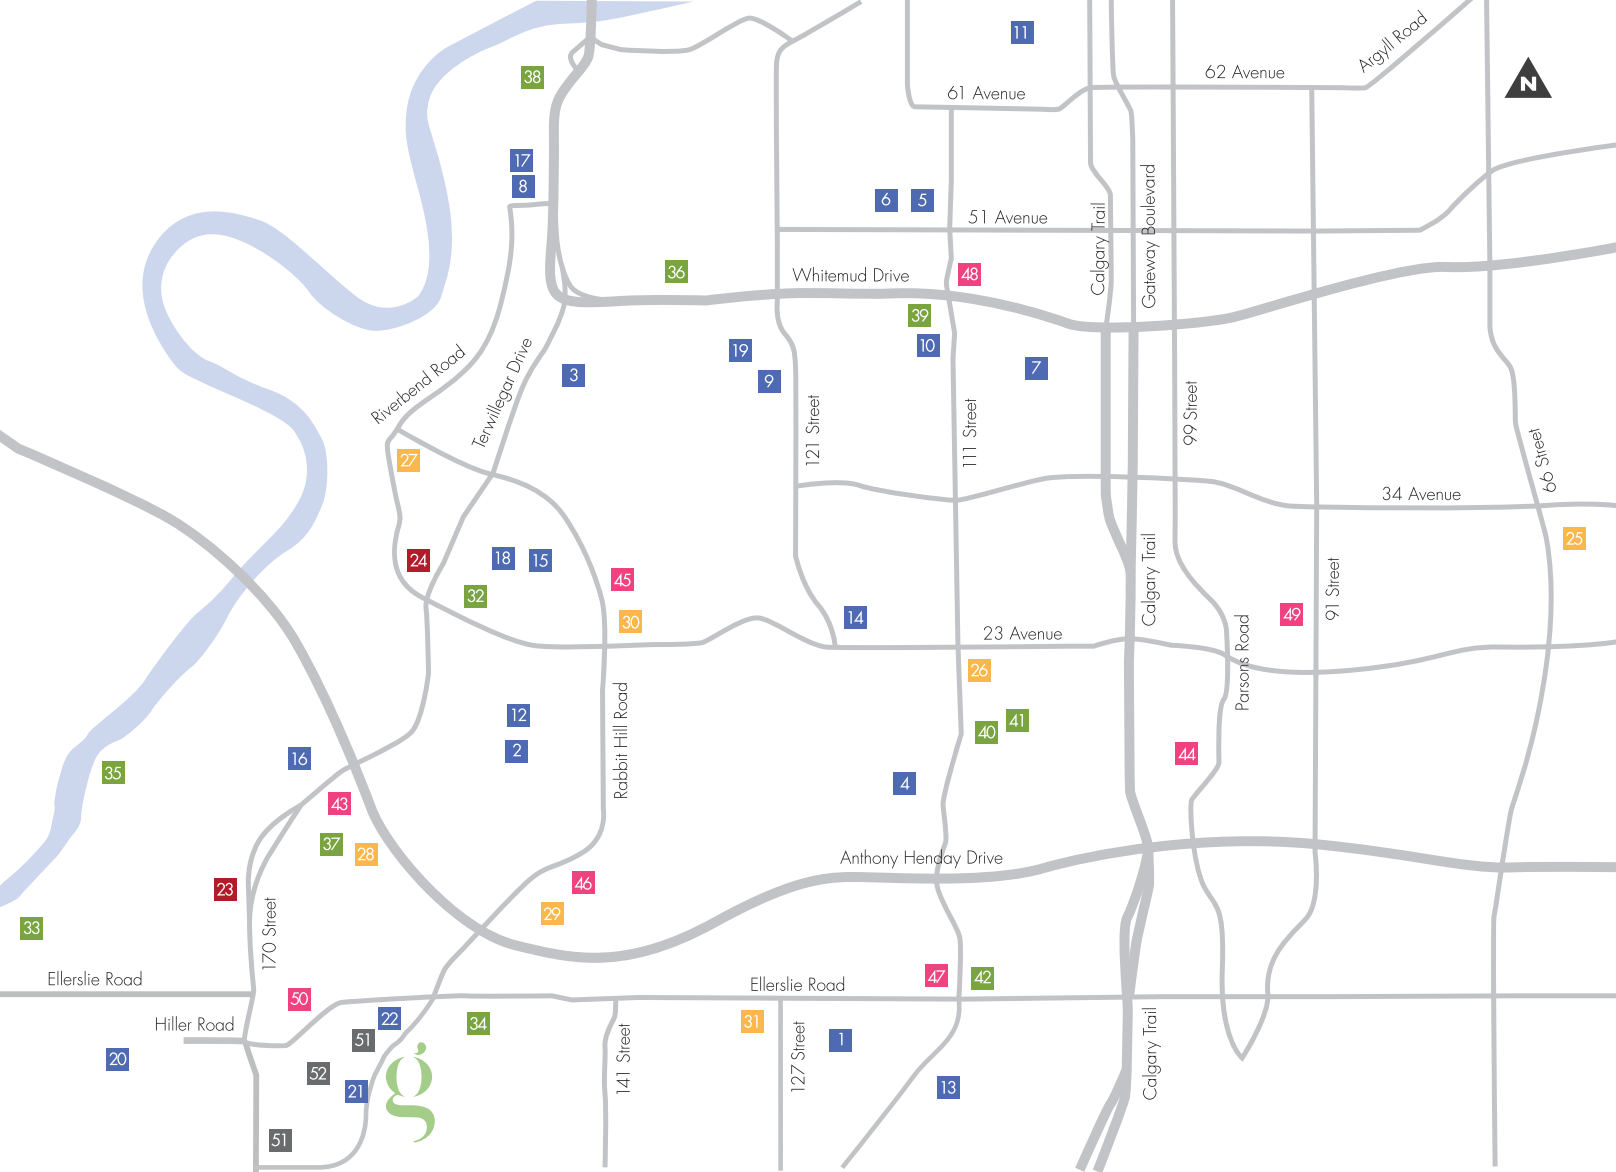 11
Argyll Road
62 Avenue
38
N
61 Avenue
17
8
6
5
51 Avenue
Calgary Trail
Gateway Boulevard
36
Whitemud Drive
48
39
10
19
9
7
3
Riverbend Road
Terwillegar Drive
121 Street
111 Street
99 Street
66 Street
27
34 Avenue
25
24
18
15
32
45
30
14
Calgary Trail
49
91 Street
23 Avenue
26
Parsons Road
12
2
Rabbit Hill Road
40
41
44
16
35
4
43
37
28
Anthony Henday Drive
23
46
29
33
170 Street
Ellerslie Road
50
47
42
Ellerslie Road
Hiller Road
22
34
31
51
1
20
52
21
g
141 Street
127 Street
13
Calgary Trail
51